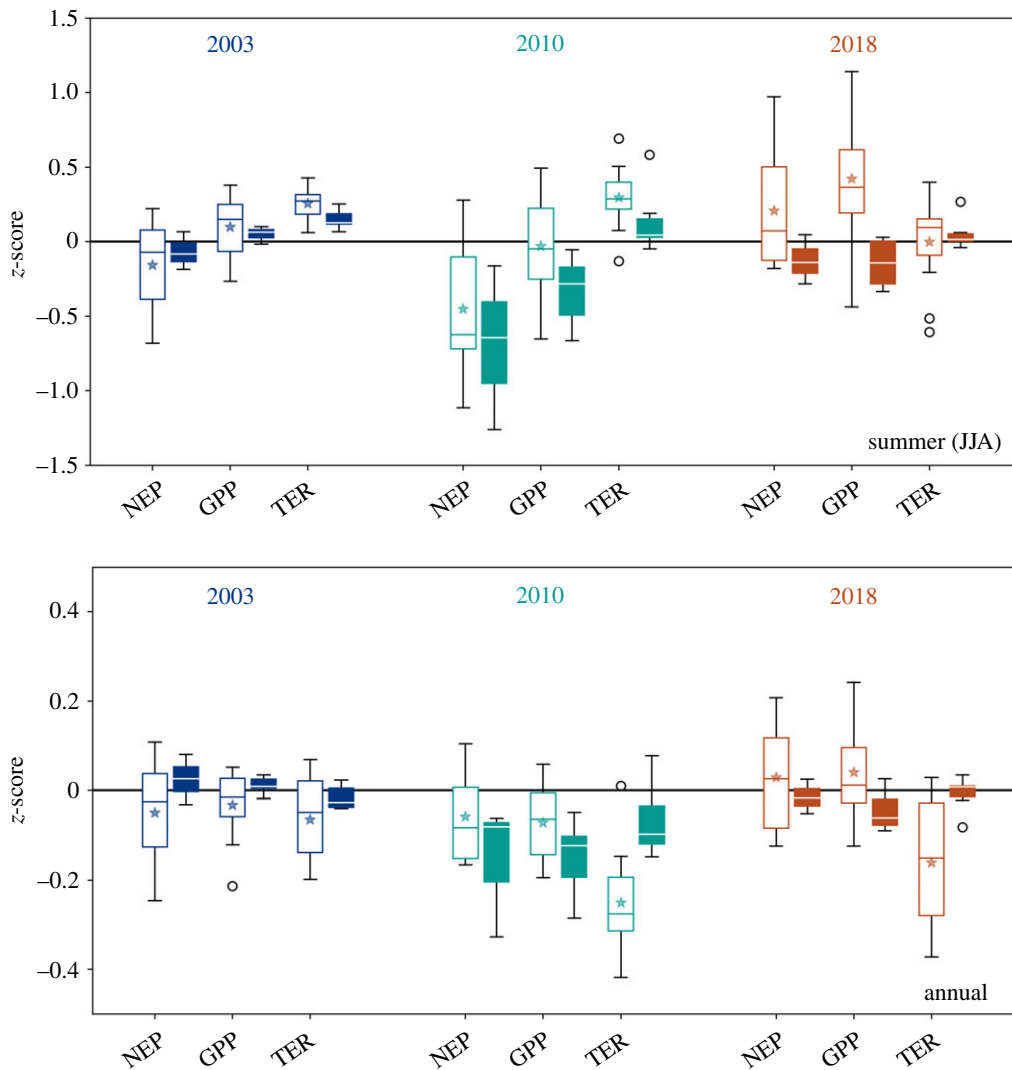 1.5
2003 2010 2018
1.0
0.5
z-score
0
–0.5
–1.0
summer (JJA)
–1.5
NEP GPP TER NEP GPP TER NEP GPP TER
2003 2010 2018
0.4
0.2
z-score
0
–0.2
–0.4
annual
NEP GPP TER NEP GPP TER NEP GPP TER